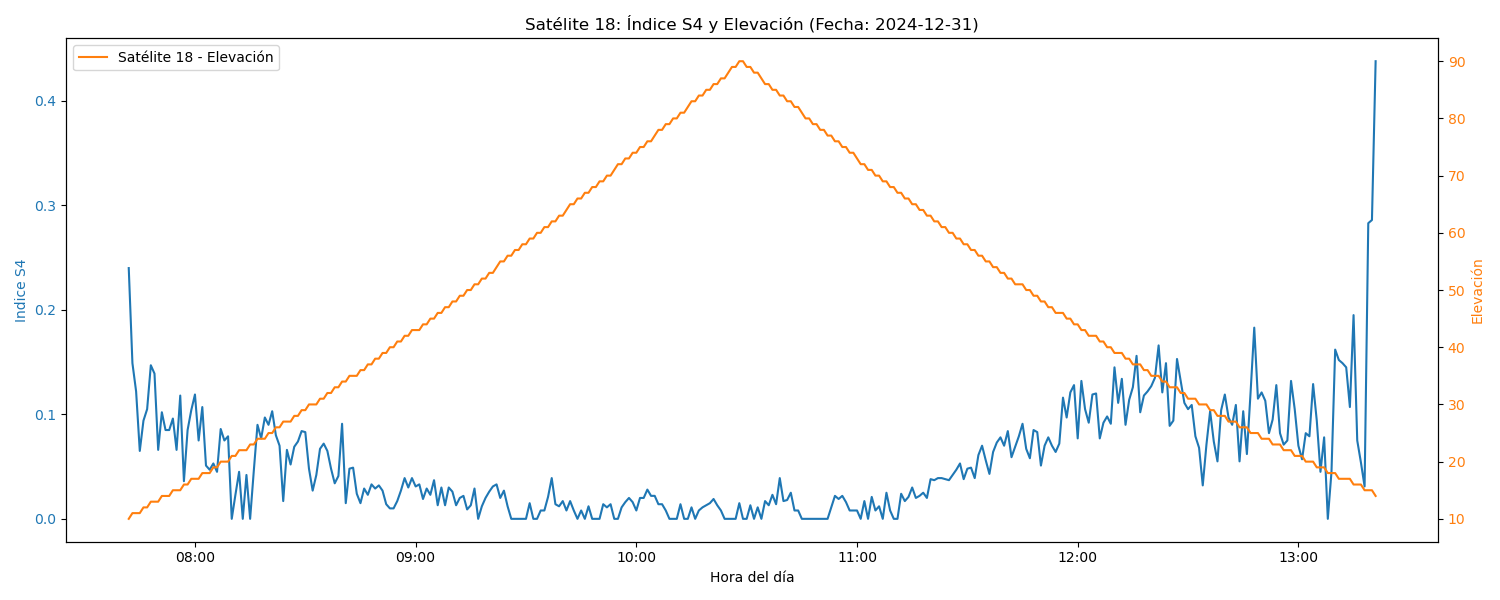 Satélite 18: Índice S4 y Elevación (Fecha: 2024-12-31)
Satélite 18 - Elevación
Indice S4
0.4
0.3
0.2
0.1
0.0
90
80
70
60
50
40
30
20
10
Elevación
08:00 09:00 10:00 11:00 12:00 13:00
Hora del día